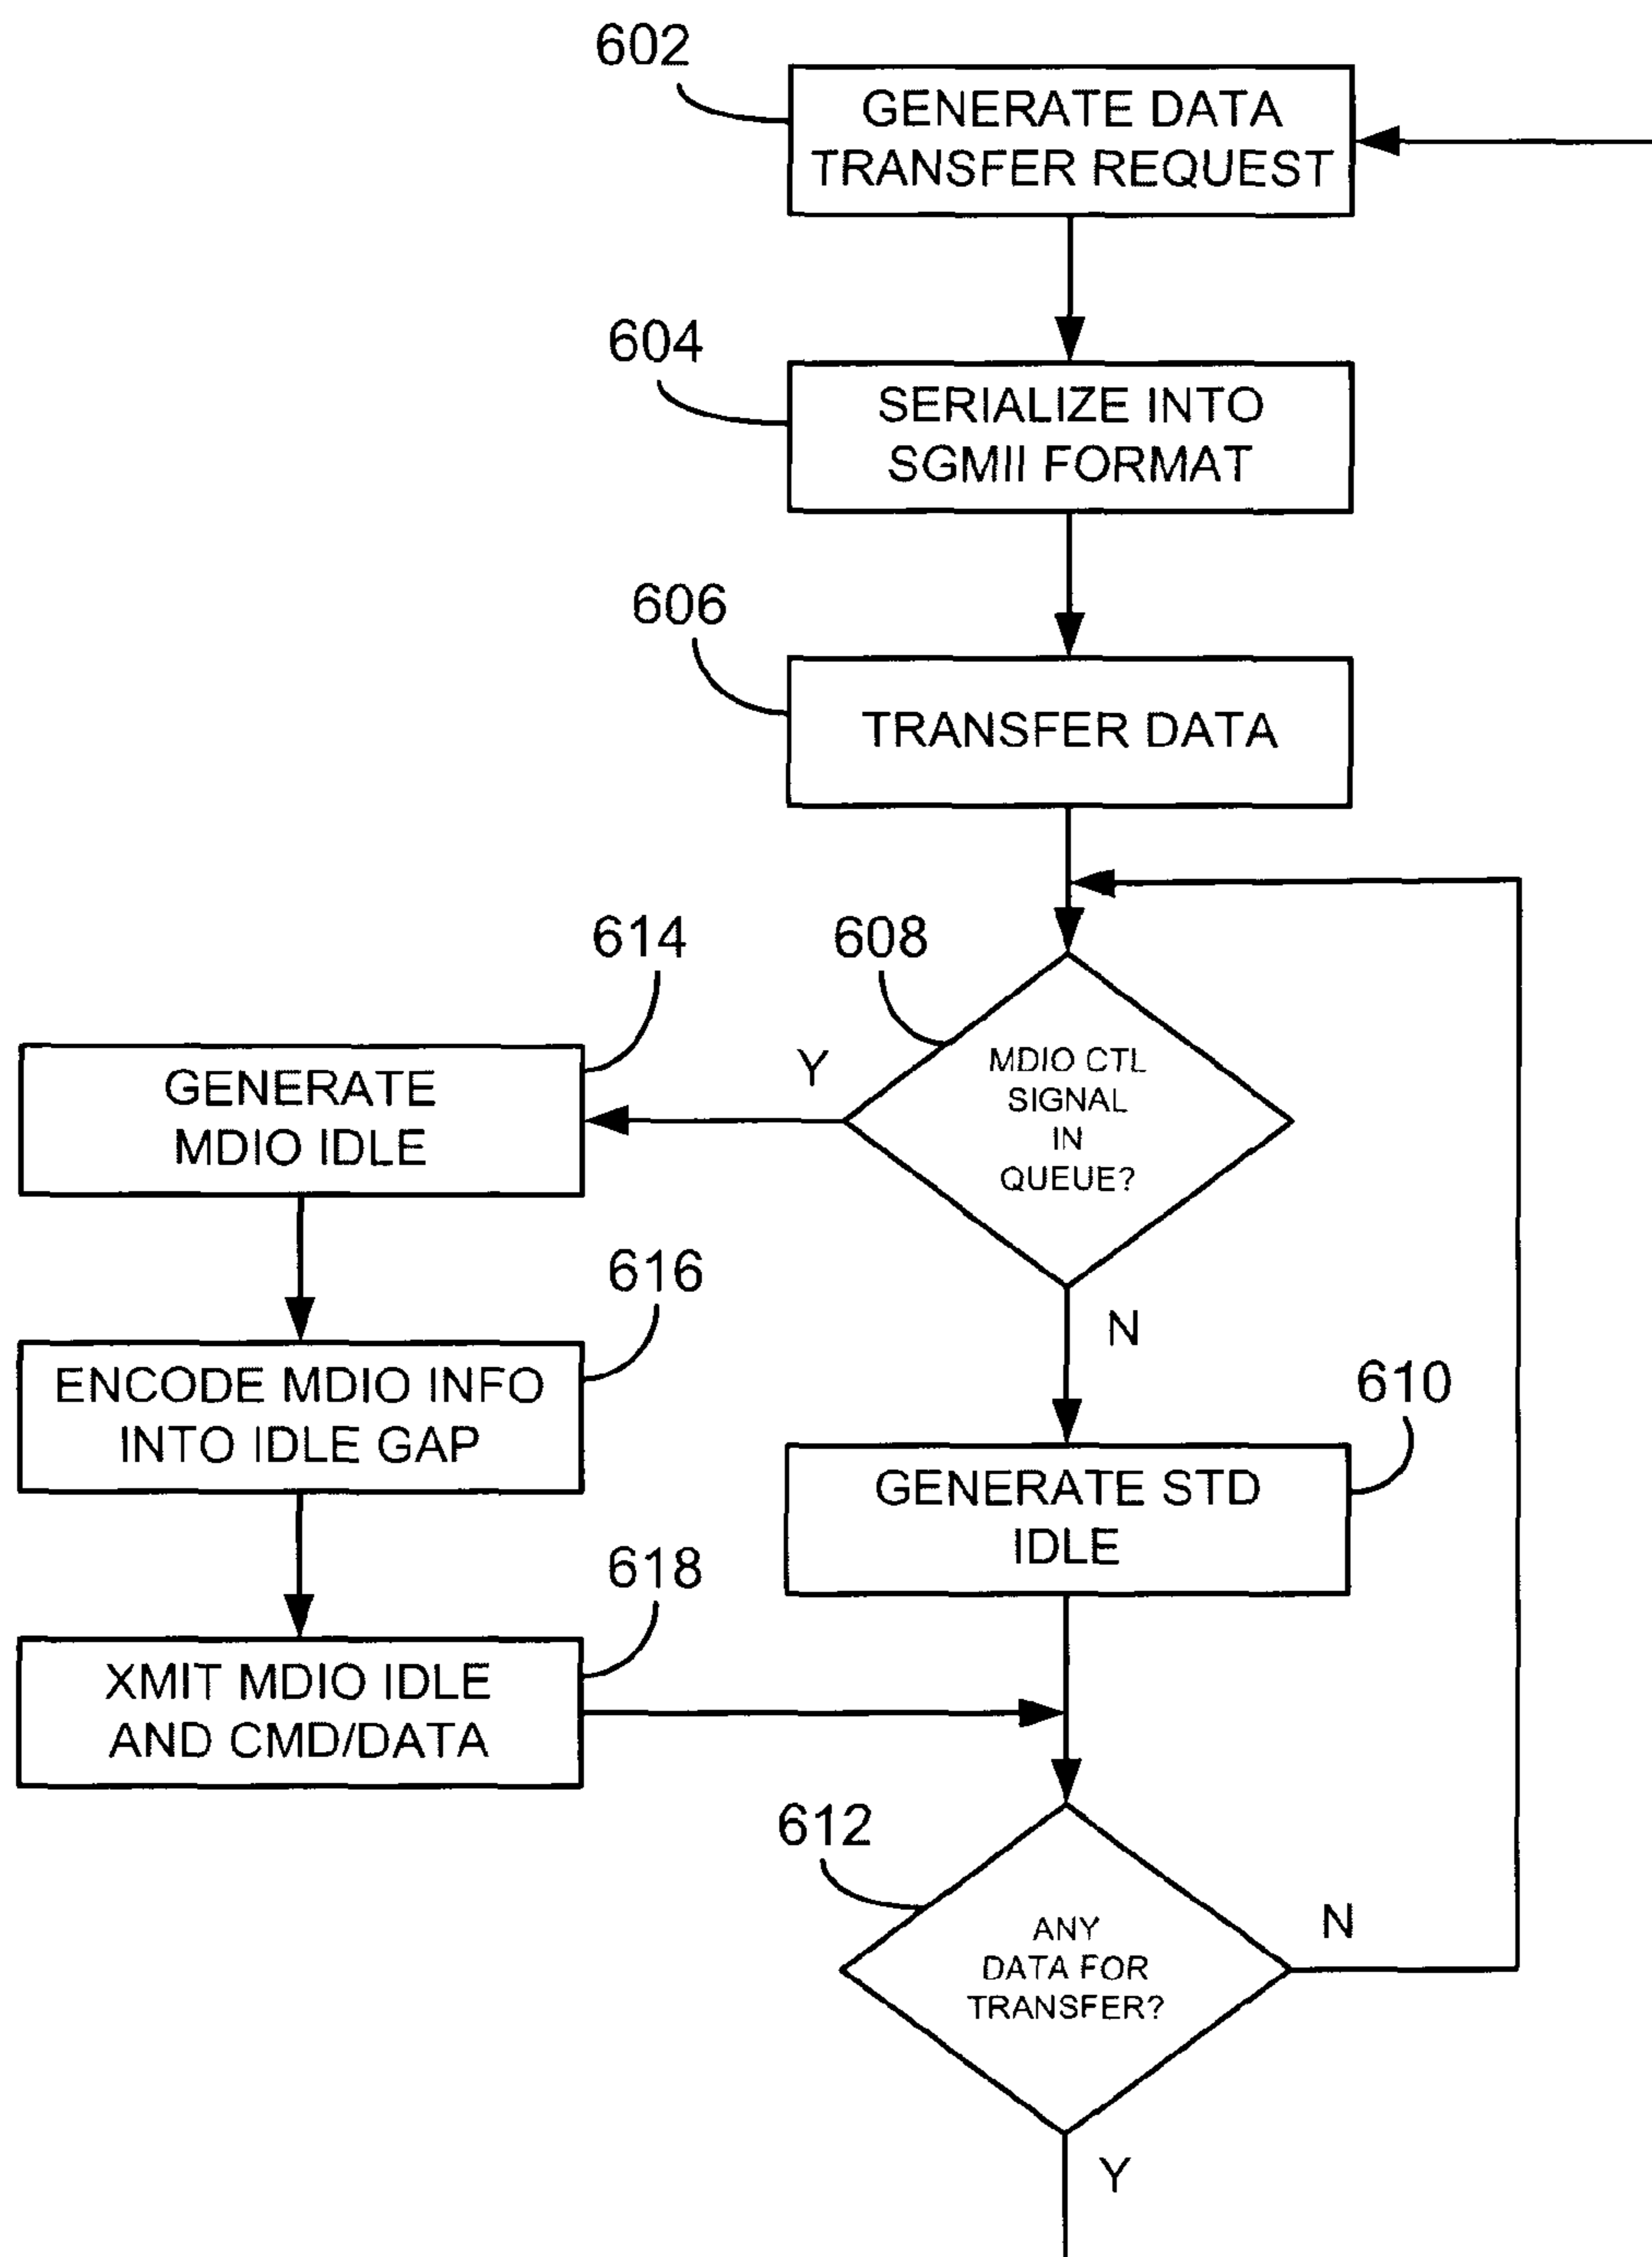 602
GENERATE DATA
TRANSFER REQUEST
604
SERIALIZE INTO
SGMII FORMAT
606
TRANSFER DATA
608
MDIO CTL
SIGNAL
IN
QUEUE?
Y
N
614
GENERATE
MDIO IDLE
616
ENCODE MDIO INFO
INTO IDLE GAP
618
XMIT MDIO IDLE
AND CMD/DATA
610
GENERATE STD
IDLE
612
ANY
DATA FOR
TRANSFER?
N
Y